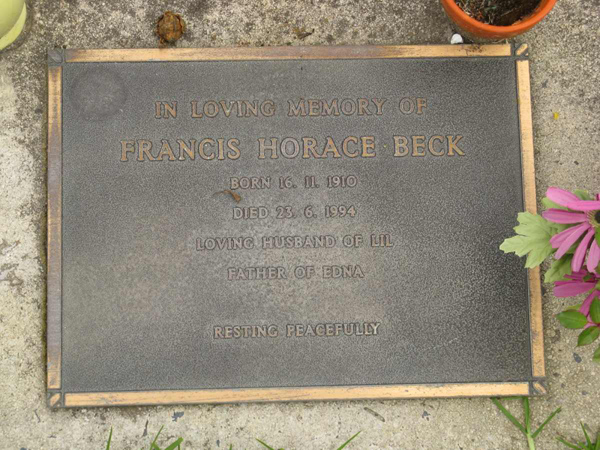 IN LOVING MEMORY OF
FRANCIS HORACE BECK
BORN 16. 11. 1910
DIED 23. 6. 1994
LOVING HUSBAND OF LIL
FATHER OF EDNA
RESTING PEACEFULLY